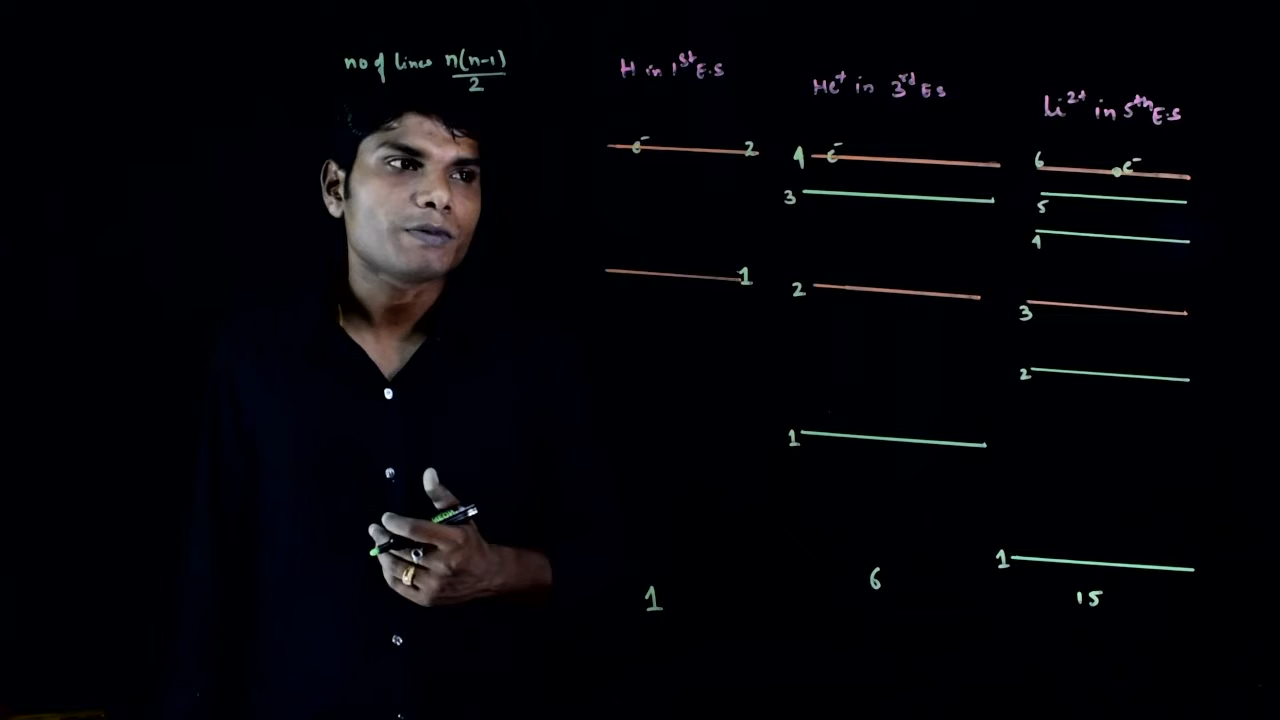 no of lines n(n-1)/2
H in 1st E.S
He+ in 3rd E.s
Li2+ in 5th E.S
e- 2
1
4 e-
3
2
1
6 e-
5
4
3
2
1
1
6
15